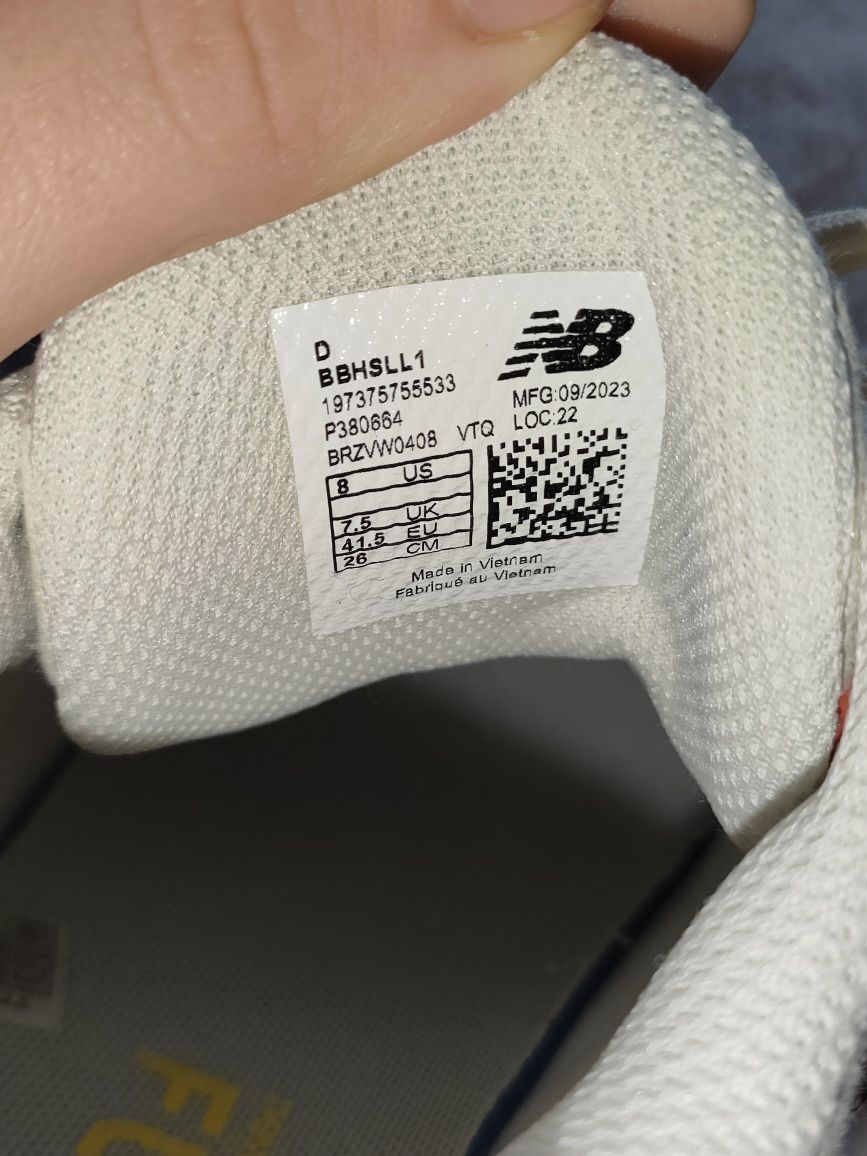 D
BBHSLL1
197375755533
P380664
BRZVW0408 VTQ
NB
MFG:09/2023
LOC:22
8 US
7.5 UK
41.5 EU
26 CM
Made in Vietnam
Fabriqué au Vietnam